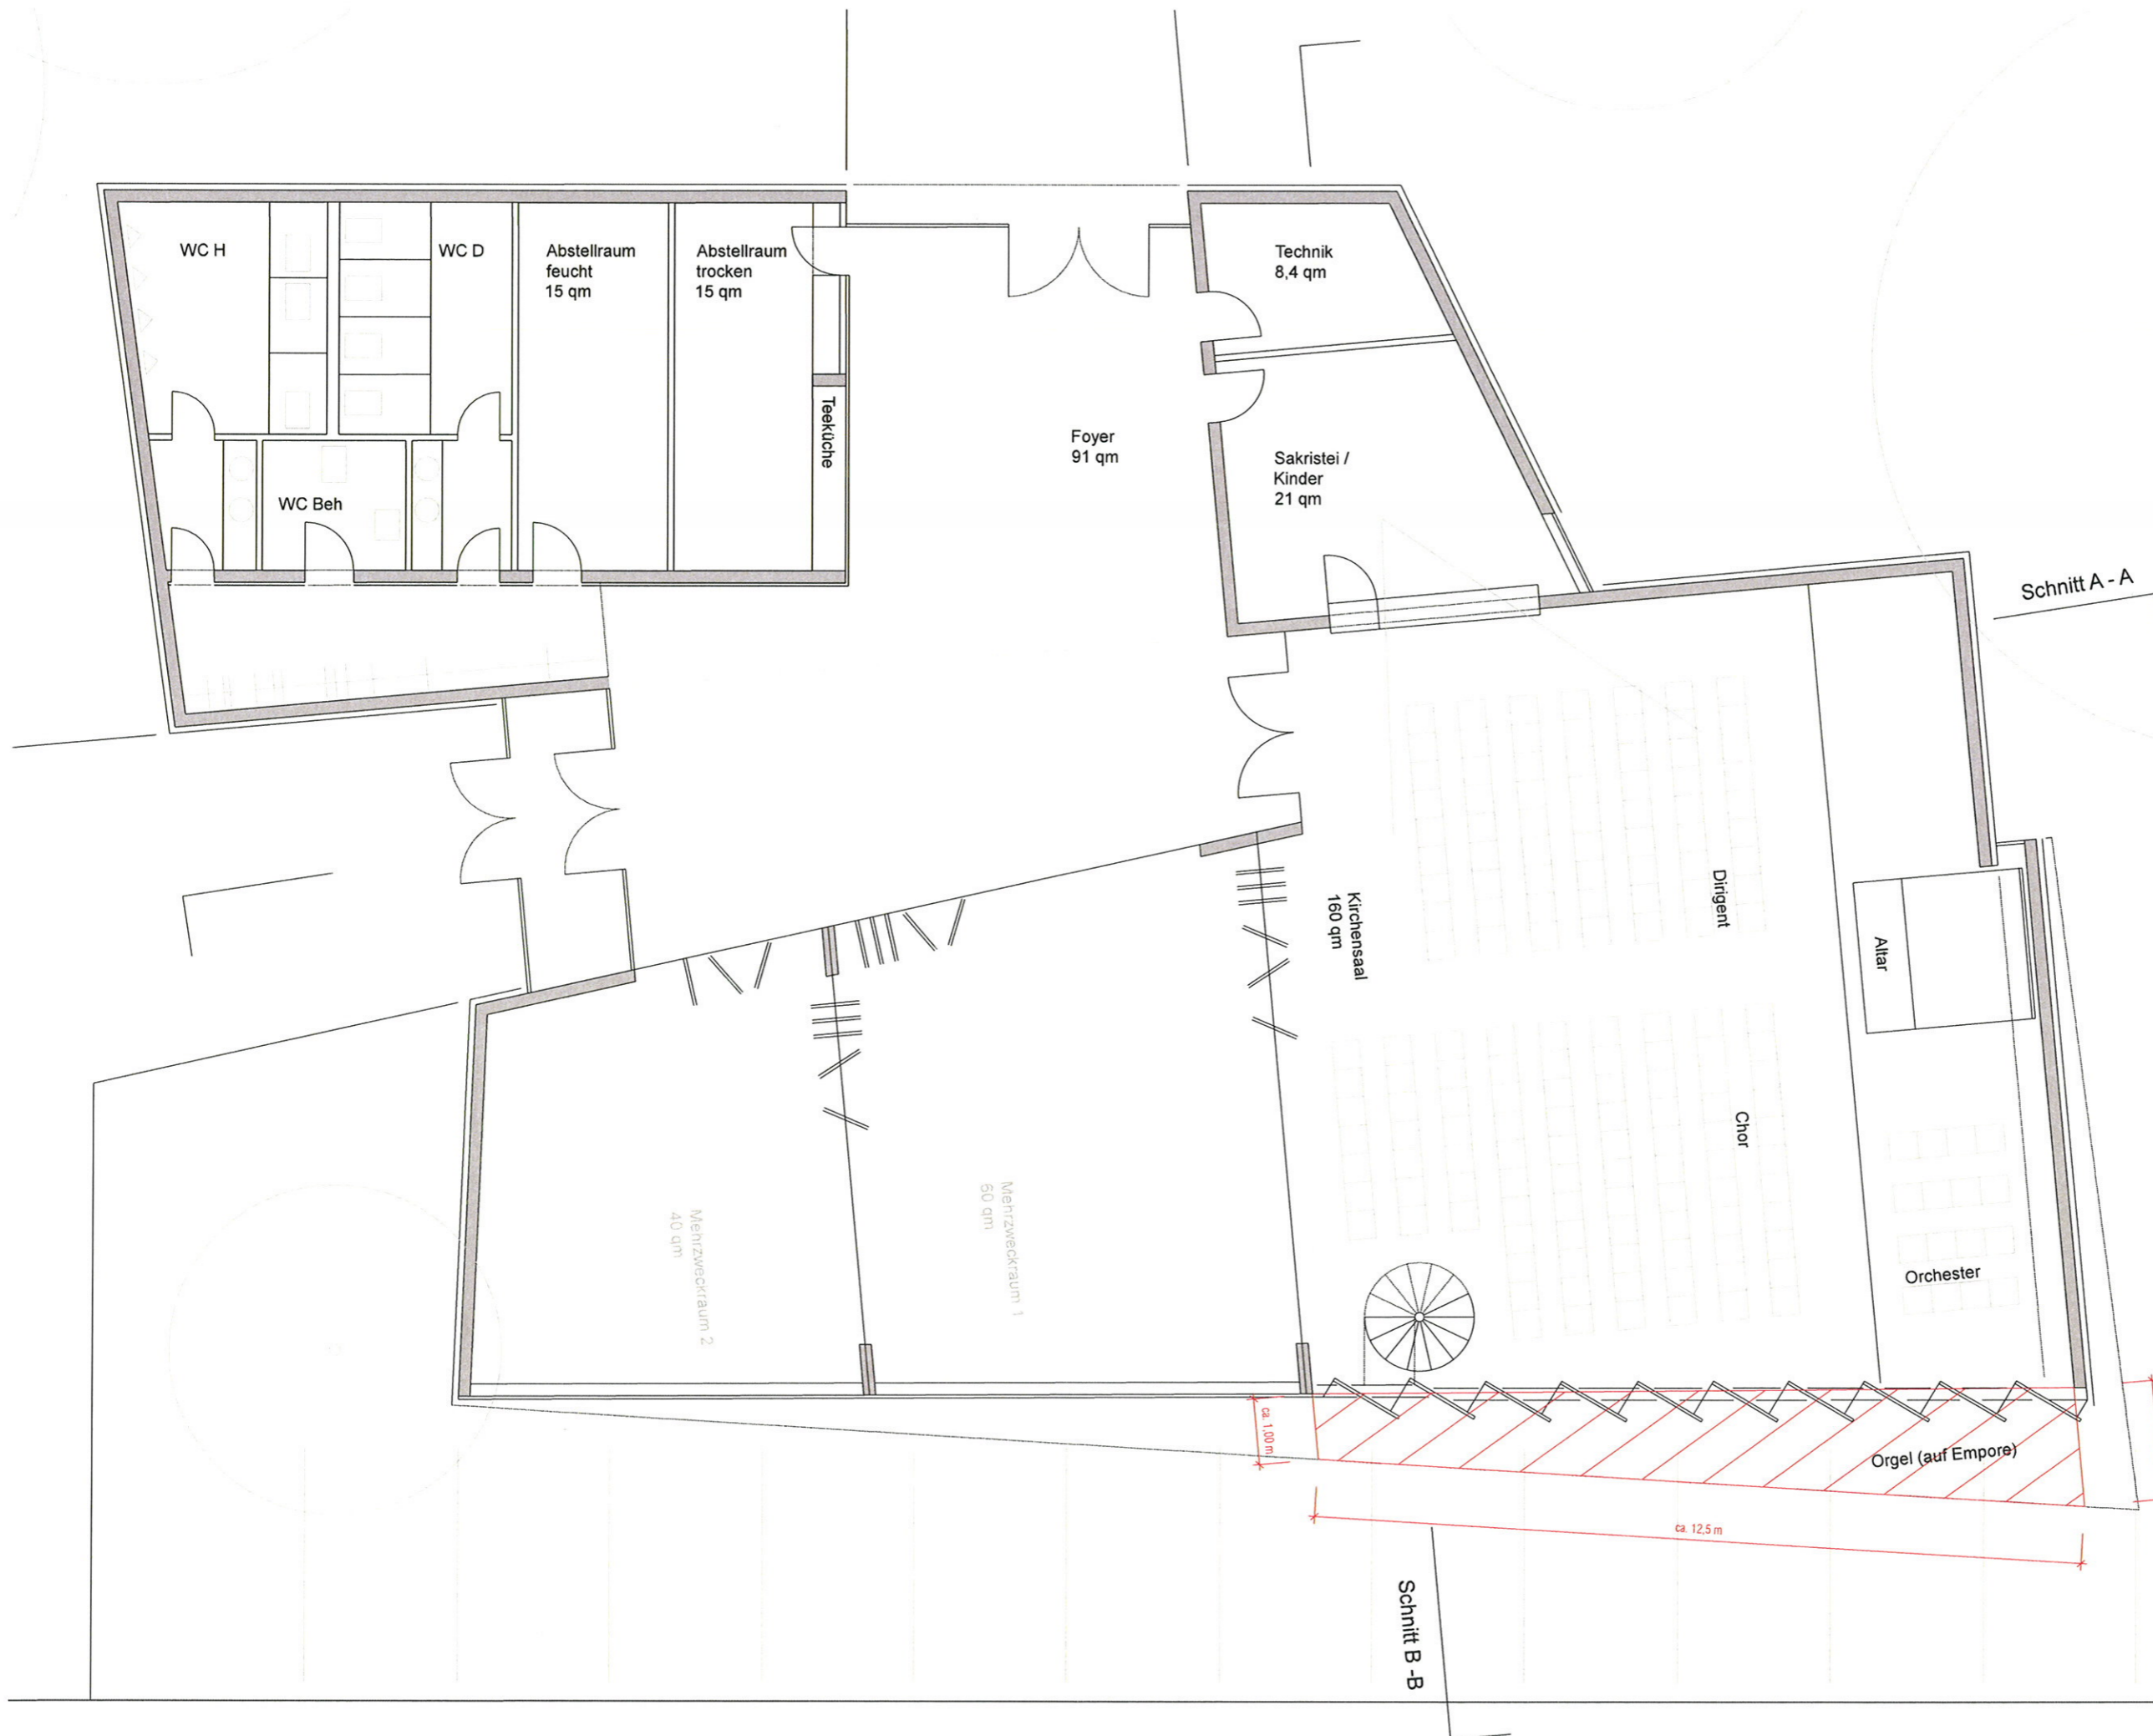 WC H
WC D
Abstellraum
feucht
15 qm
Abstellraum
trocken
15 qm
Technik
8,4 qm
Teeküche
Foyer
91 qm
Sakristei /
Kinder
21 qm
WC Beh
Schnitt A - A
Kirchensaal
160 qm
Dirigent
Altar
Chor
Mehrzweckraum 2
40 qm
Mehrzweckraum 1
60 qm
Orchester
ca. 1,00 m
Orgel (auf Empore)
ca. 12,5 m
Schnitt B -B